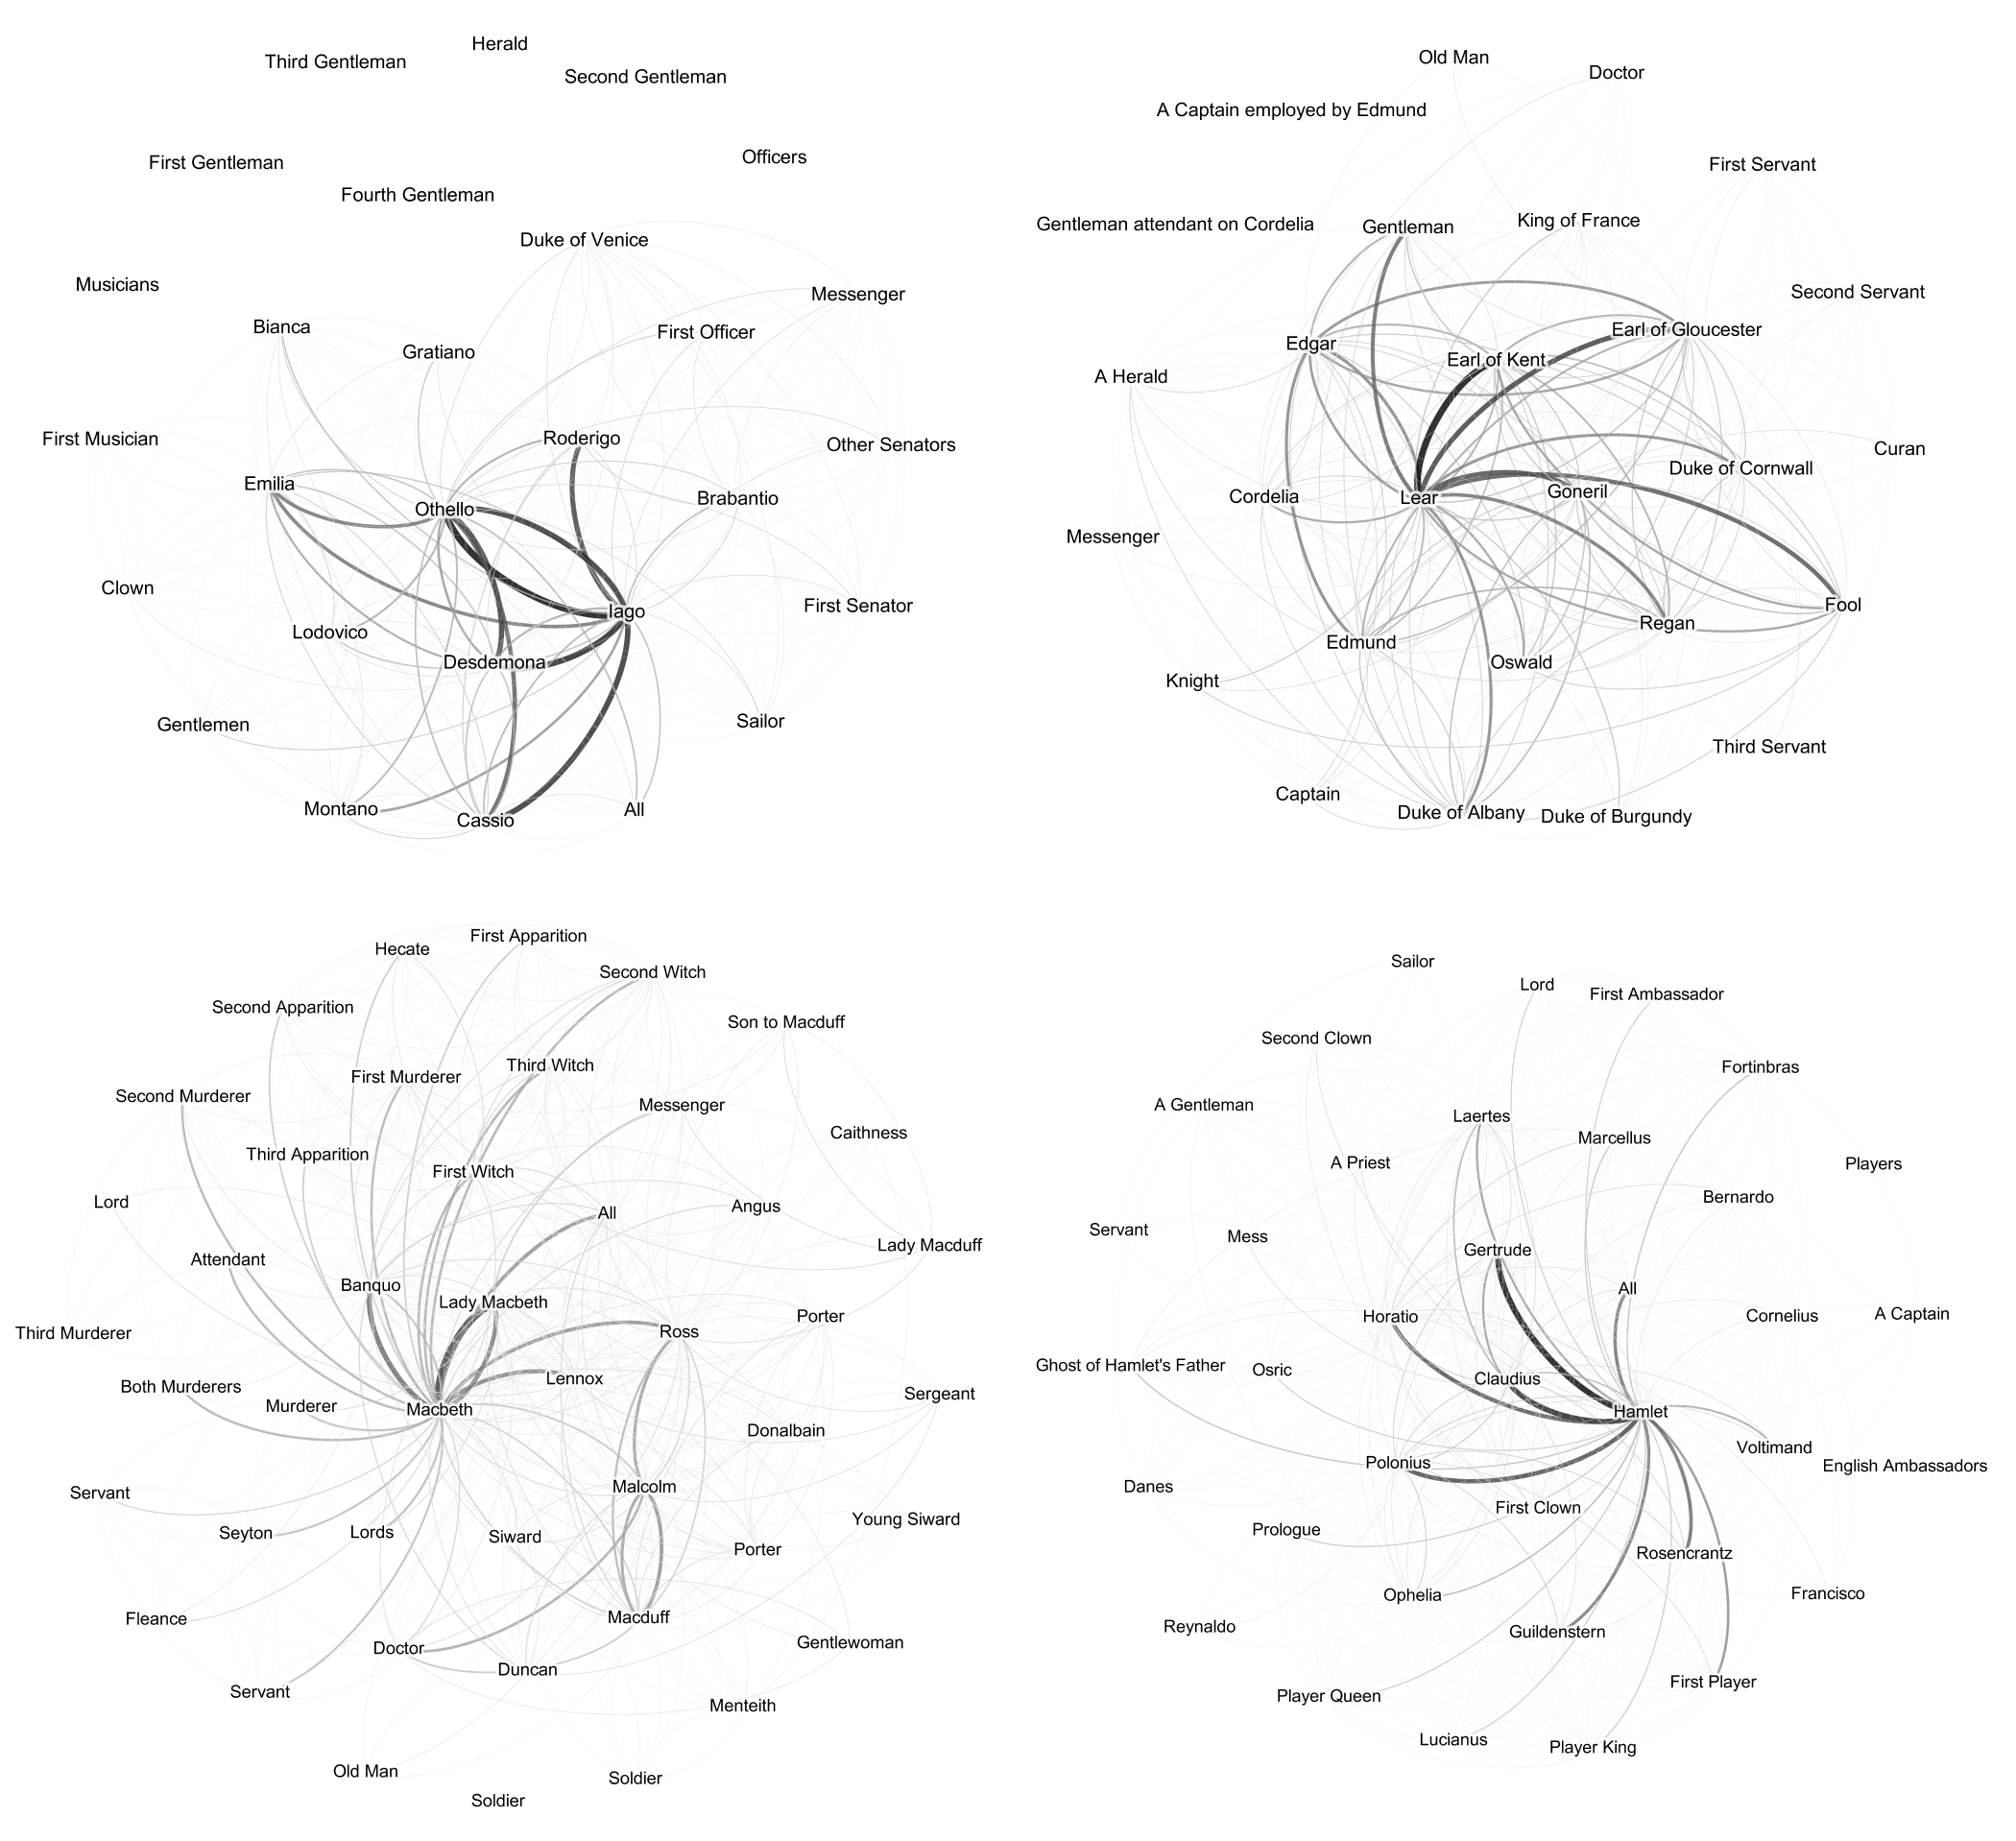 Herald
Third Gentleman
Second Gentleman
Officers
First Gentleman
Fourth Gentleman
Duke of Venice
Musicians
Messenger
Bianca
First Officer
Gratiano
Roderigo
First Musician
Other Senators
Emilia
Brabantio
Othello
Clown
First Senator
Iago
Lodovico
Desdemona
Sailor
Gentlemen
Montano
All
Cassio
Old Man
Doctor
A Captain employed by Edmund
First Servant
King of France
Gentleman attendant on Cordelia
Gentleman
Second Servant
Earl of Gloucester
Edgar
Earl of Kent
A Herald
Curan
Duke of Cornwall
Goneril
Cordelia
Lear
Messenger
Fool
Regan
Edmund
Oswald
Knight
Third Servant
Captain
Duke of Albany
Duke of Burgundy
First Apparition
Hecate
Second Witch
Second Apparition
Son to Macduff
Third Witch
First Murderer
Second Murderer
Messenger
Caithness
Third Apparition
First Witch
Lord
Angus
All
Lady Macduff
Attendant
Banquo
Lady Macbeth
Porter
Third Murderer
Ross
Lennox
Both Murderers
Sergeant
Murderer
Macbeth
Donalbain
Malcolm
Servant
Young Siward
Seyton
Lords
Siward
Porter
Fleance
Macduff
Gentlewoman
Doctor
Duncan
Servant
Menteith
Old Man
Soldier
Soldier
Sailor
Lord
First Ambassador
Second Clown
Fortinbras
A Gentleman
Laertes
Marcellus
A Priest
Players
Bernardo
Servant
Mess
Gertrude
All
Horatio
Cornelius
A Captain
Ghost of Hamlet's Father
Osric
Claudius
Hamlet
Voltimand
Polonius
English Ambassadors
Danes
First Clown
Prologue
Rosencrantz
Ophelia
Francisco
Reynaldo
Guildenstern
First Player
Player Queen
Lucianus
Player King